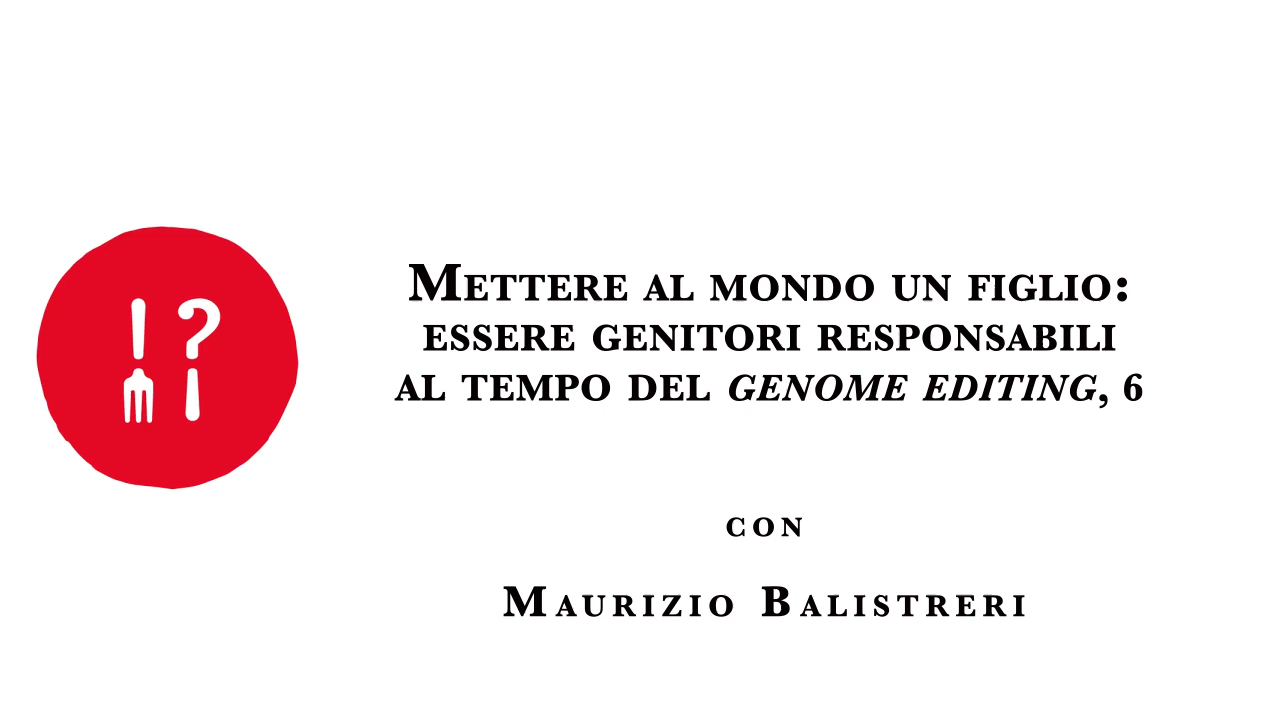 Mettere al mondo un figlio:
essere genitori responsabili
al tempo del genome editing, 6
con
Maurizio Balistreri